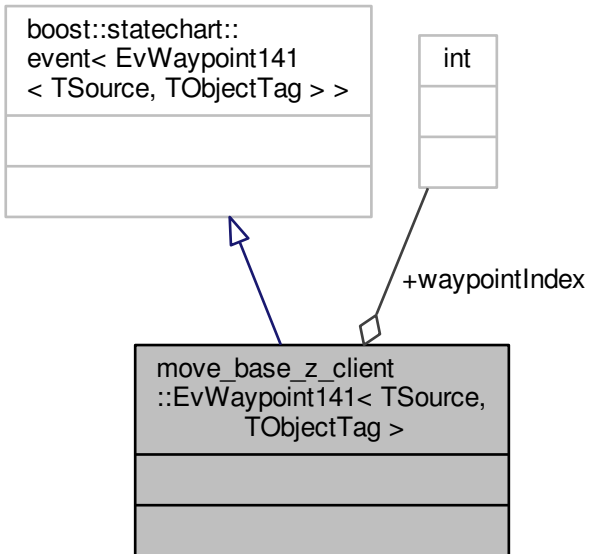 boost::statechart::
event< EvWaypoint141
< TSource, TObjectTag > >
int
+waypointIndex
move_base_z_client
::EvWaypoint141< TSource,
TObjectTag >